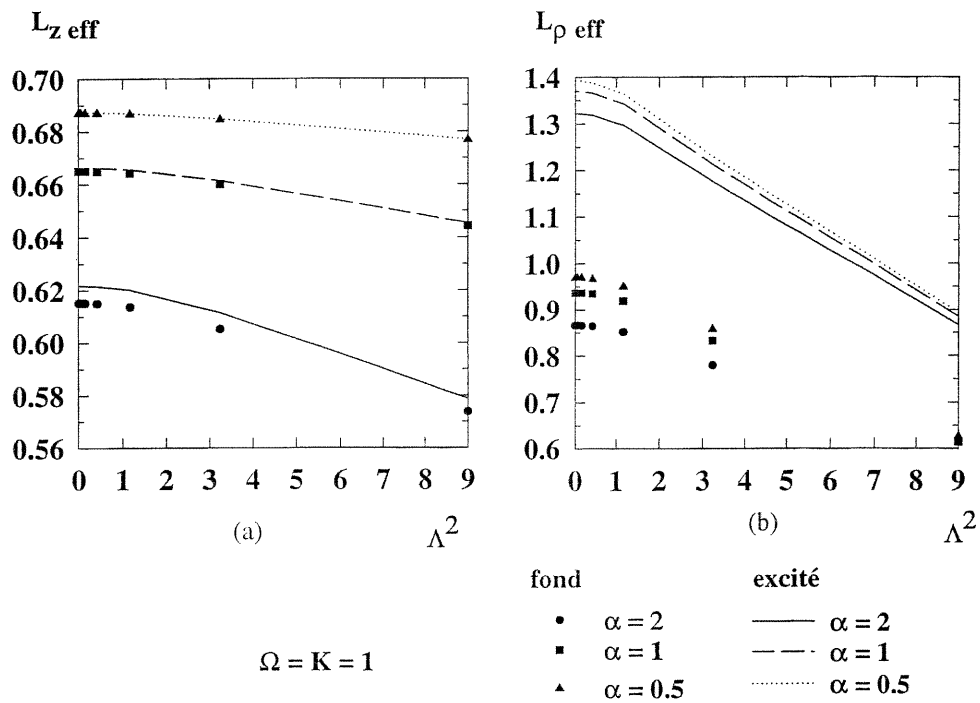 L_z eff
0.70
0.68
0.66
0.64
0.62
0.60
0.58
0.56
0 1 2 3 4 5 6 7 8 9
(a)
Λ²
L_ρ eff
1.4
1.3
1.2
1.1
1.0
0.9
0.8
0.7
0.6
0 1 2 3 4 5 6 7 8 9
(b)
Λ²
fond excité
α = 2 α = 2
α = 1 α = 1
α = 0.5 α = 0.5
Ω = K = 1